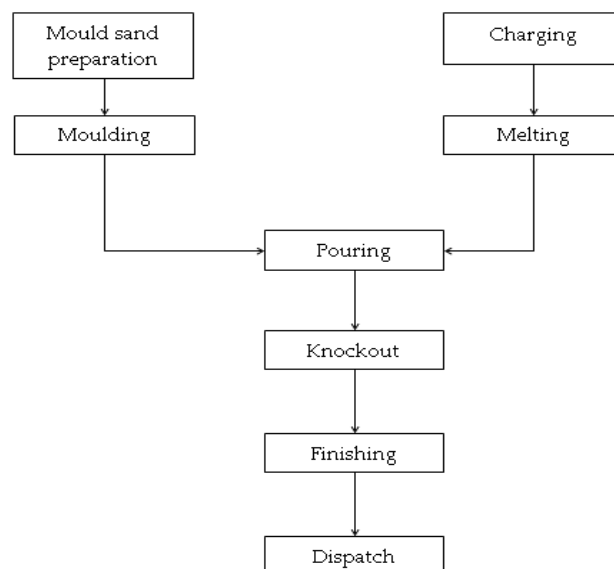 Mould sand
preparation
Charging
Moulding
Melting
Pouring
Knockout
Finishing
Dispatch